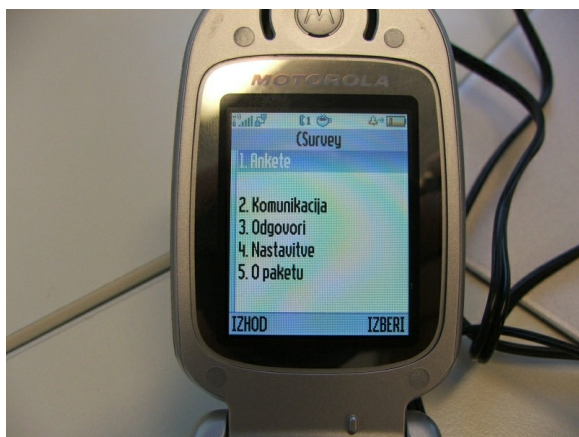 MOTOROLA
CSurvey
1. Ankete
2. Komunikacija
3. Odgovori
4. Nastavitve
5. O paketu
IZHOD IZBERI